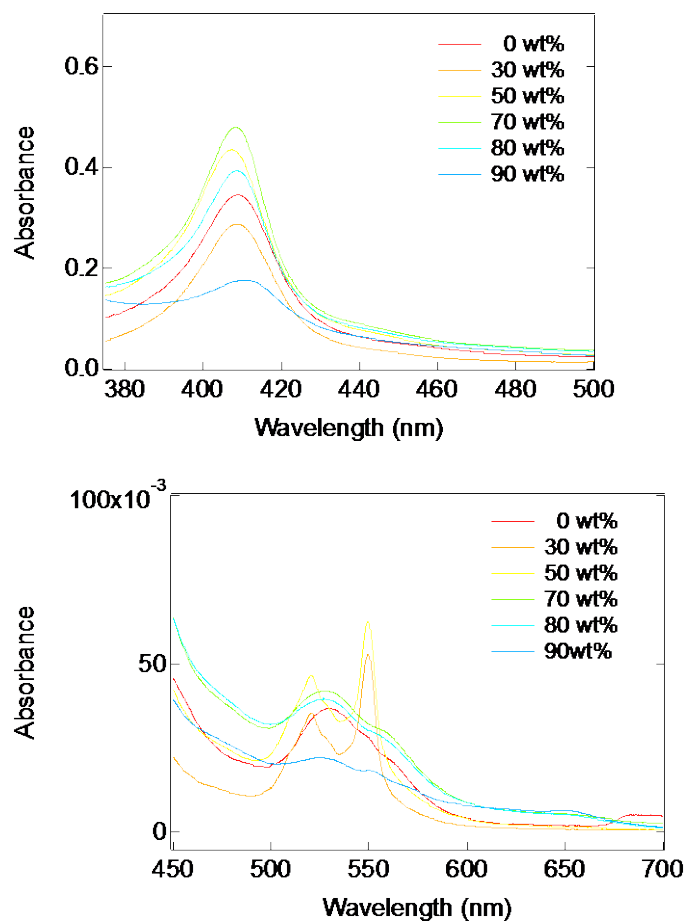 0.6
0.4
0.2
0.0
Absorbance
0 wt%
30 wt%
50 wt%
70 wt%
80 wt%
90 wt%
380 400 420 440 460 480 500
Wavelength (nm)
100x10-3
50
0
Absorbance
0 wt%
30 wt%
50 wt%
70 wt%
80 wt%
90wt%
450 500 550 600 650 700
Wavelength (nm)